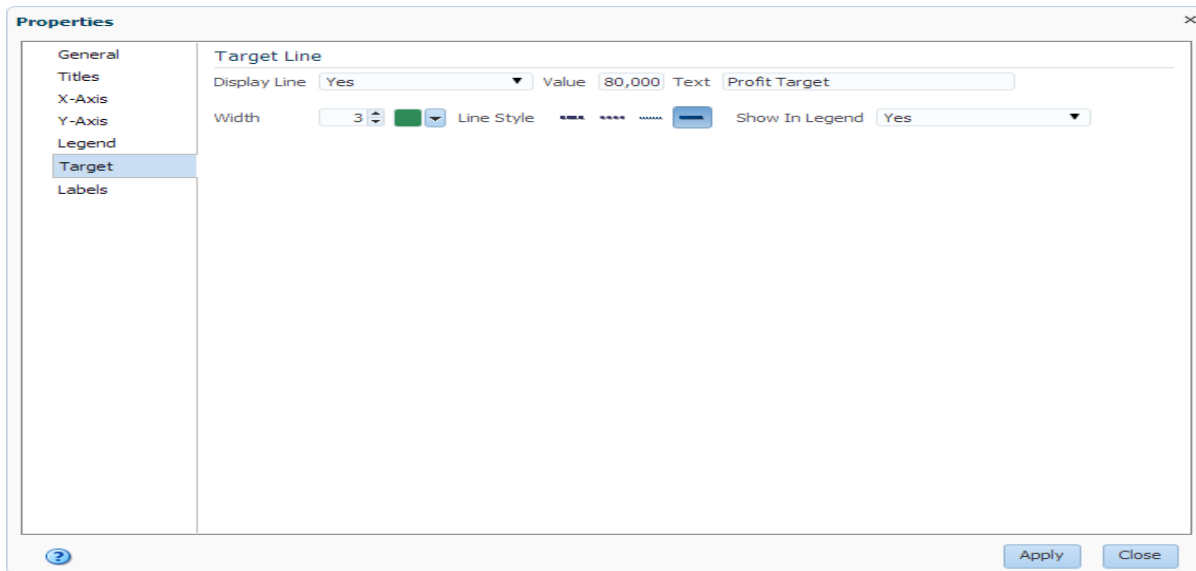 Properties
General
Titles
X-Axis
Y-Axis
Legend
Target
Labels
Target Line
Display Line Yes Value 80,000 Text Profit Target
Width 3 Line Style Show In Legend Yes
?
Apply Close